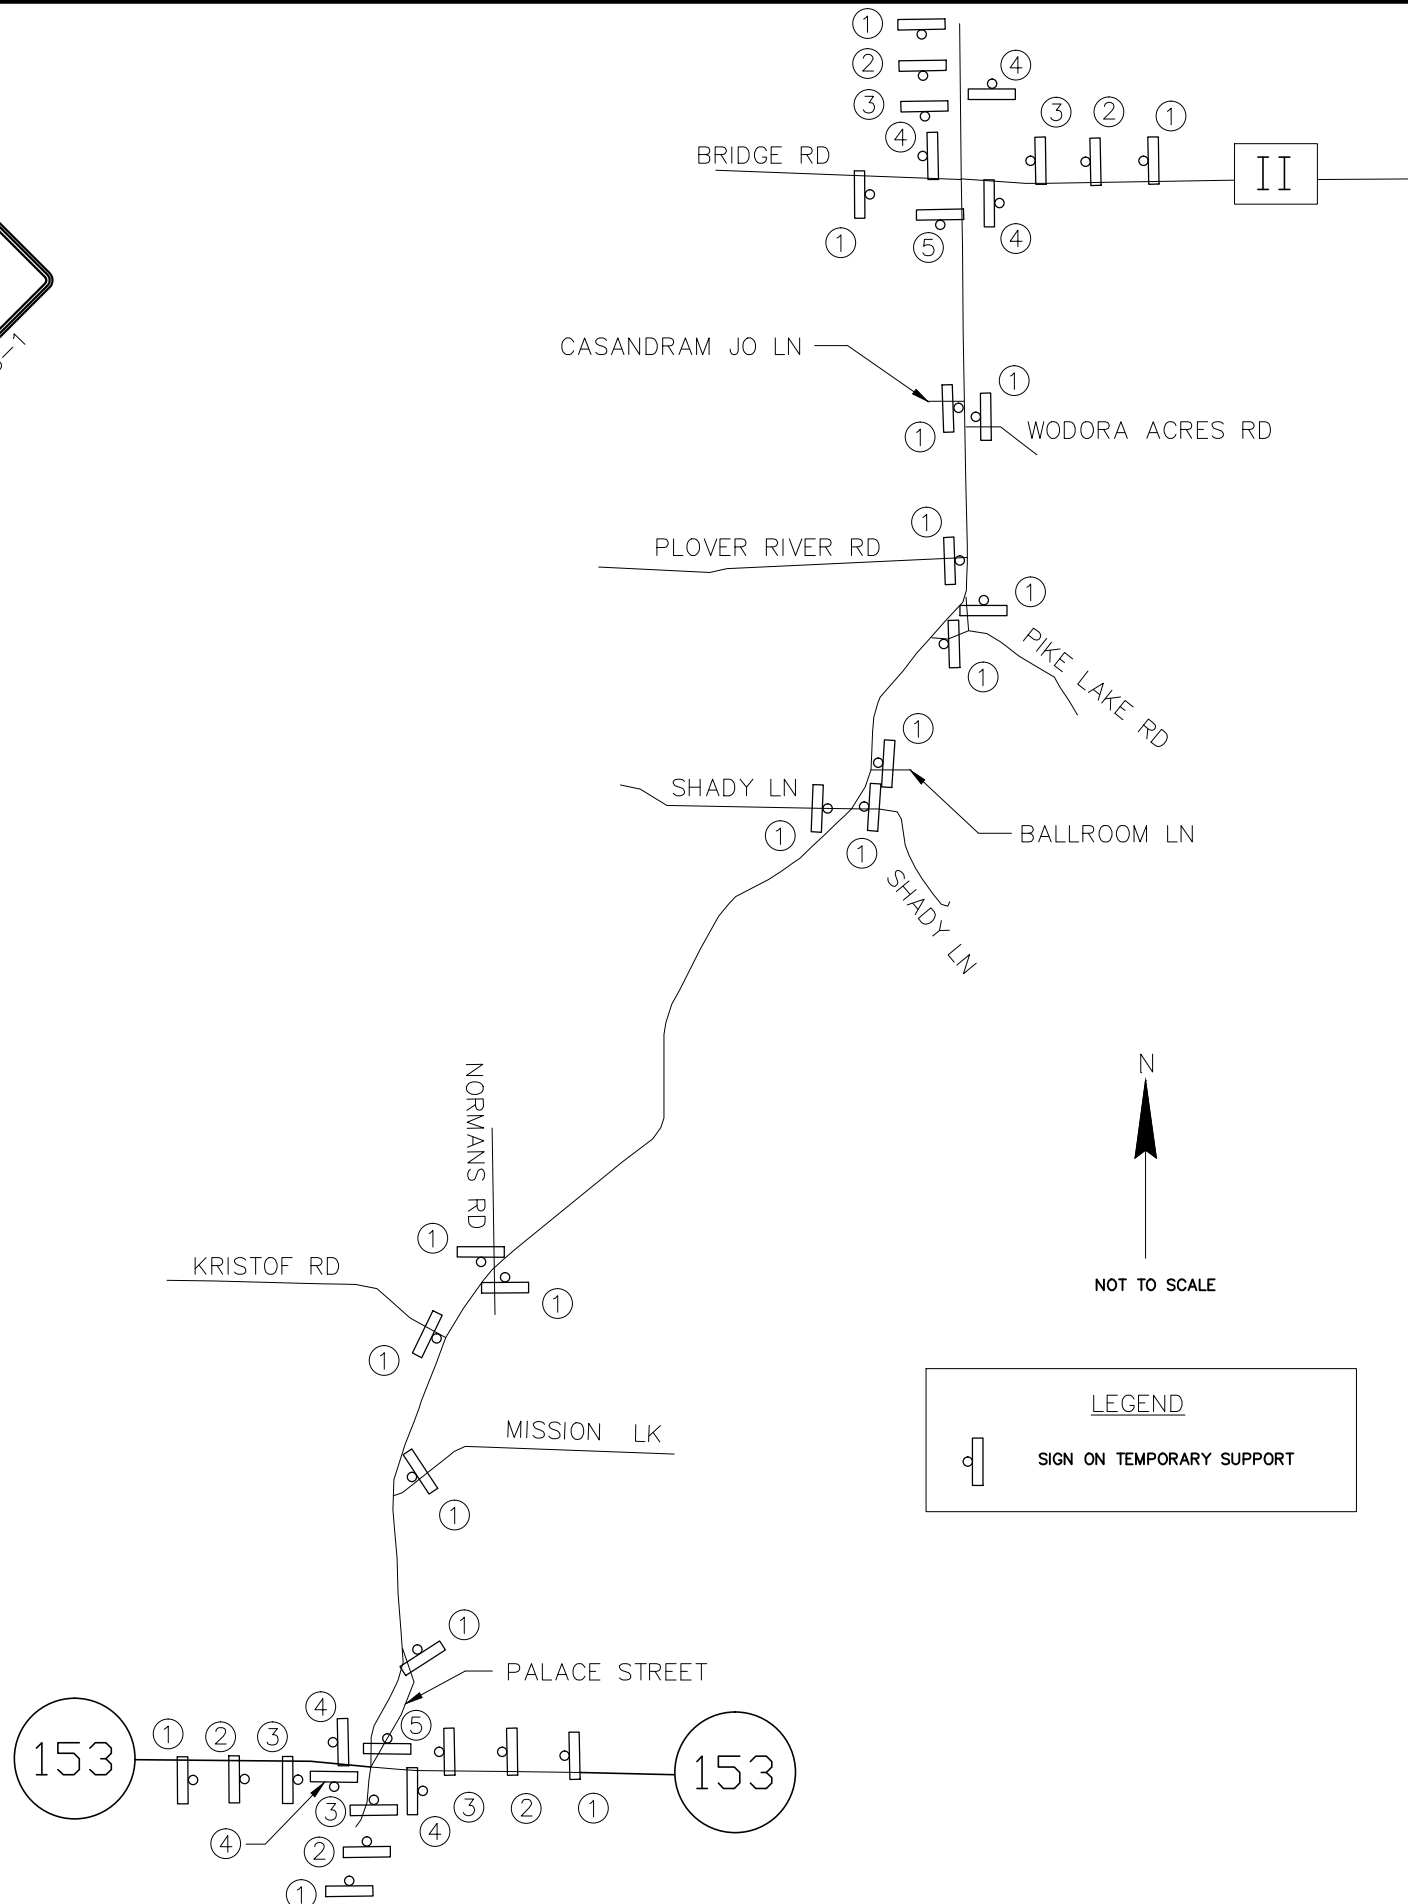 1
2
4
3
3
2
1
4
BRIDGE RD
II
1
5
4
CASANDRAM JO LN
1
1
WODORA ACRES RD
1
PLOVER RIVER RD
1
PIKE LAKE RD
1
1
SHADY LN
1
1
BALLROOM LN
SHADY LN
N
NORMANS RD
1
KRISTOF RD
NOT TO SCALE
1
1
LEGEND
MISSION LK
SIGN ON TEMPORARY SUPPORT
1
1
PALACE STREET
4
5
1
2
3
153
153
3
3
2
1
4
4
2
1